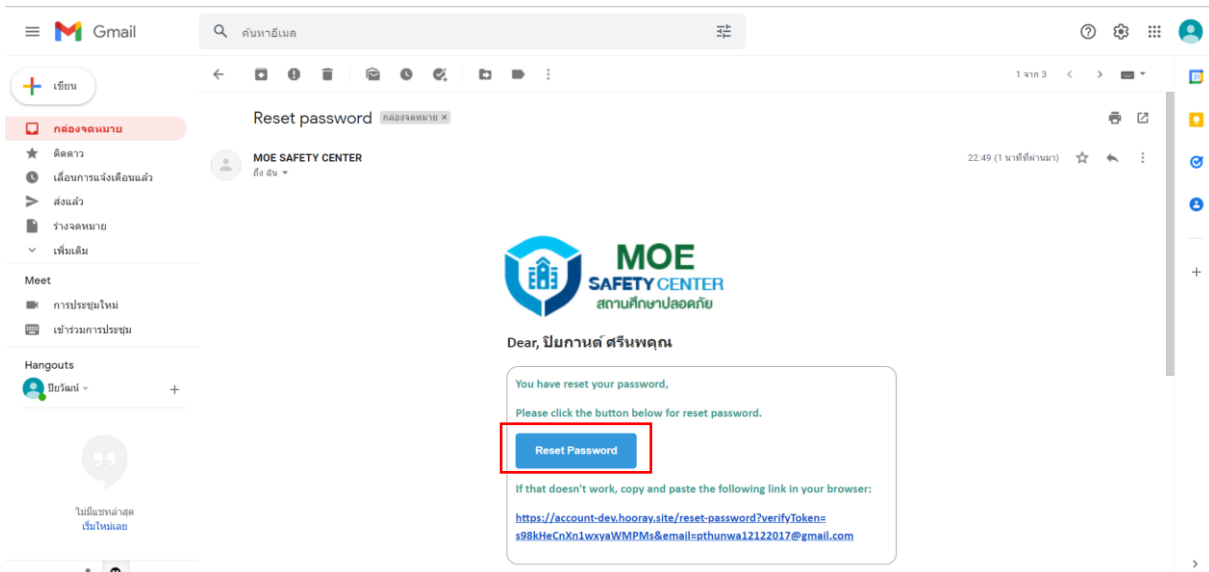 Gmail
ค้นหาอีเมล
เขียน
1 จาก 3
กล่องจดหมาย
ติดดาว
เลื่อนการแจ้งเตือนแล้ว
ส่งแล้ว
ร่างจดหมาย
เพิ่มเติม
Meet
การประชุมใหม่
เข้าร่วมการประชุม
Hangouts
ปิยวัฒน์
ไม่มีแชทล่าสุด
เริ่มใหม่เลย
Reset password กล่องจดหมาย ×
MOE SAFETY CENTER
22:49 (1 นาทีที่ผ่านมา)
ถึง ฉัน
MOE
SAFETY CENTER
สถานศึกษาปลอดภัย
Dear, ปิยกานต์ ศรีนพคุณ
You have reset your password,
Please click the button below for reset password.
Reset Password
If that doesn't work, copy and paste the following link in your browser:
https://account-dev.hooray.site/reset-password?verifyToken=
s98kHeCnXn1wxyaWMPMs&email=pthunwa12122017@gmail.com